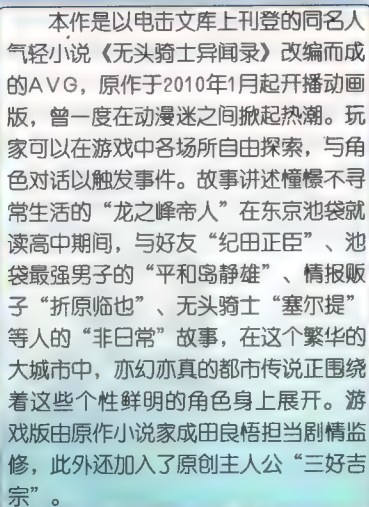 本作是以电击文库上刊登的同名人
气轻小说《无头骑士异闻录》改编而成
的AVG，原作于2010年1月起开播动画
版，曾一度在动漫迷之间掀起热潮。玩
家可以在游戏中各场所自由探索，与角
色对话以触发事件。故事讲述憧憬不寻
常生活的“龙之峰帝人”在东京池袋就
读高中期间，与好友“纪田正臣”、池
袋最强男子的“平和岛静雄”、情报贩
子“折原临也”、无头骑士“塞尔提”
等人的“非日常”故事，在这个繁华的
大城市中，亦幻亦真的都市传说正围绕
着这些个性鲜明的角色身上展开。游
戏版由原作小说家成田良悟担当剧情监
修，此外还加入了原创主人公“三好吉
宗”。